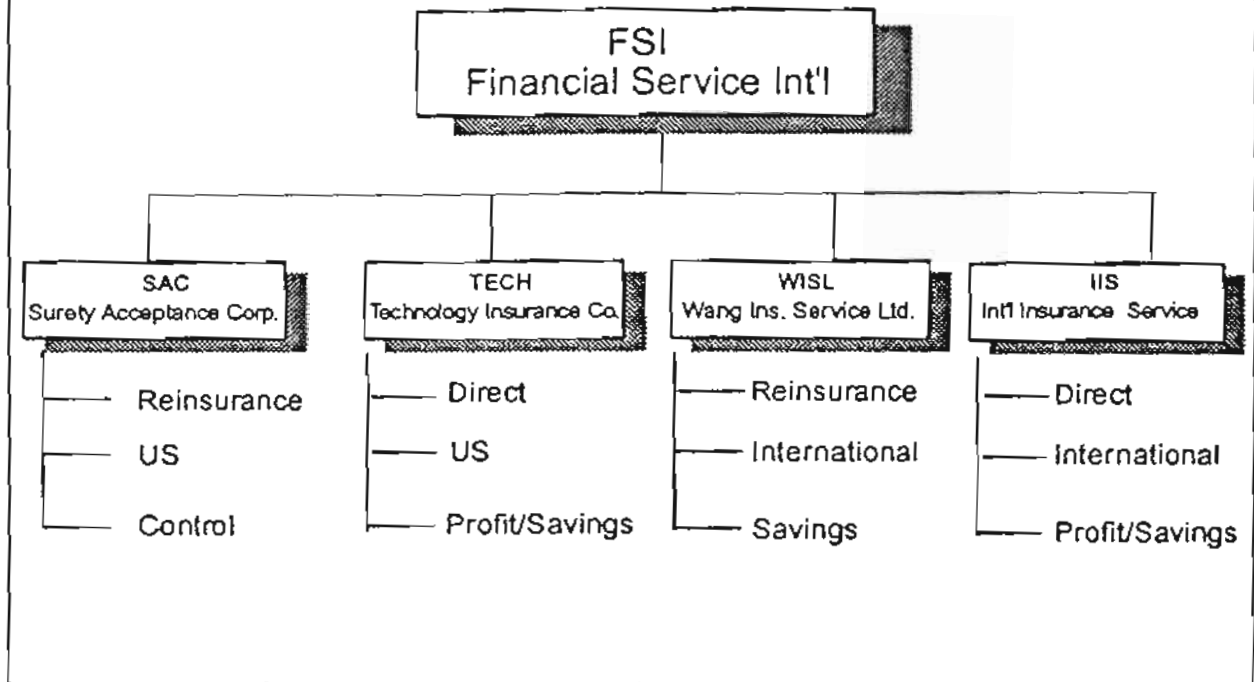 FSI
Financial Service Int'l
SAC
Surety Acceptance Corp.
TECH
Technology Insurance Co.
WISL
Wang Ins. Service Ltd.
IIS
Int'l Insurance Service
Reinsurance
US
Control
Direct
US
Profit/Savings
Reinsurance
International
Savings
Direct
International
Profit/Savings